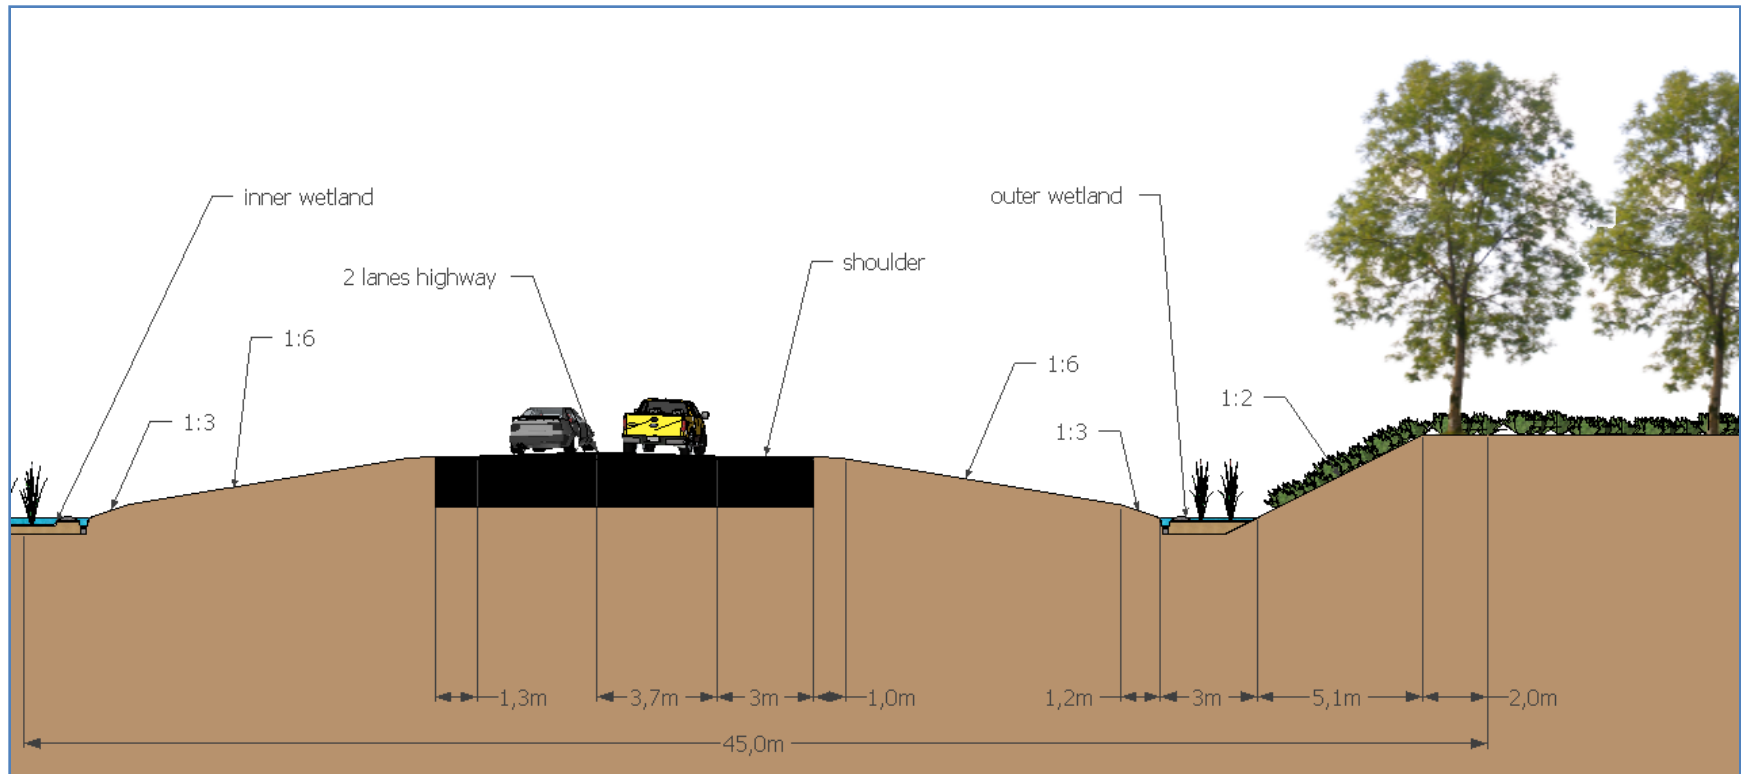 inner wetland
outer wetland
shoulder
2 lanes highway
1:6
1:6
1:2
1:3
1:3
1,3m
3,7m
3m
1,0m
1,2m
3m
5,1m
2,0m
45,0m